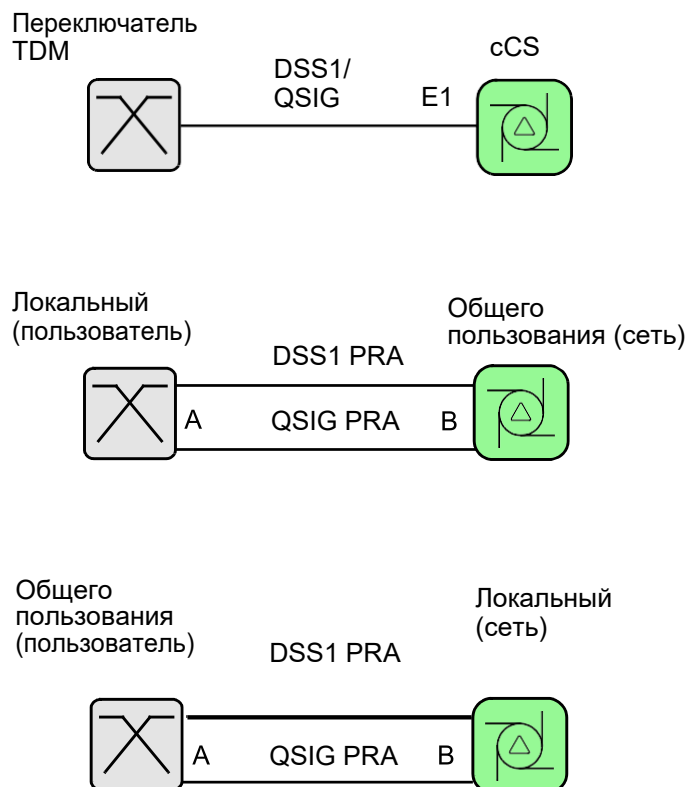 Переключатель
TDM
cCS
DSS1/
QSIG
E1
Локальный
(пользователь)
Общего
пользования (сеть)
DSS1 PRA
A
QSIG PRA
B
Общего
пользования
(пользователь)
Локальный
(сеть)
DSS1 PRA
A
QSIG PRA
B